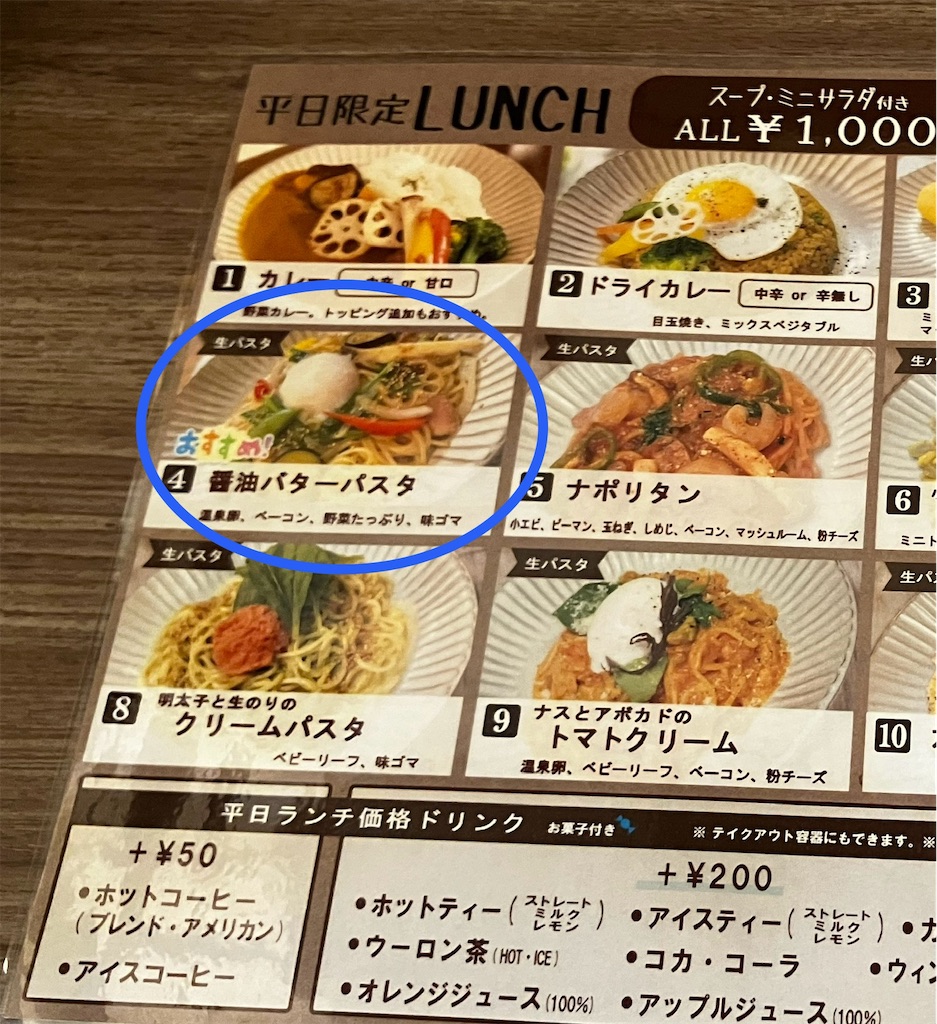 平日限定 LUNCH
スープ・ミニサラダ付き
ALL ¥1,000
1 カレー 中辛 or 甘口
野菜カレー。トッピング追加もおすすめ。
2 ドライカレー 中辛 or 辛無し
目玉焼き、ミックスベジタブル
3
生パスタ
おすすめ!
4 醤油バターパスタ
温泉卵、ベーコン、野菜たっぷり、味ゴマ
生パスタ
5 ナポリタン
小エビ、ピーマン、玉ねぎ、しめじ、ベーコン、マッシュルーム、粉チーズ
6
ミニト
生パスタ
8 明太子と生のりの
クリームパスタ
ベビーリーフ、味ゴマ
生パスタ
9 ナスとアボカドの
トマトクリーム
温泉卵、ベビーリーフ、ベーコン、粉チーズ
10
平日ランチ価格ドリンク お菓子付き ※ テイクアウト容器にもできます。※
+¥50
•ホットコーヒー
(ブレンド・アメリカン)
•アイスコーヒー
+¥200
•ホットティー(ストレート ミルク レモン)
•ウーロン茶(HOT・ICE)
•オレンジジュース(100%)
•アイスティー(ストレート ミルク レモン)
•コカ・コーラ
•アップルジュース(100%)
•ウィン